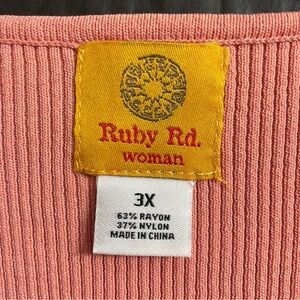 Ruby Rd.
woman
3X
63% RAYON
37% NYLON
MADE IN CHINA